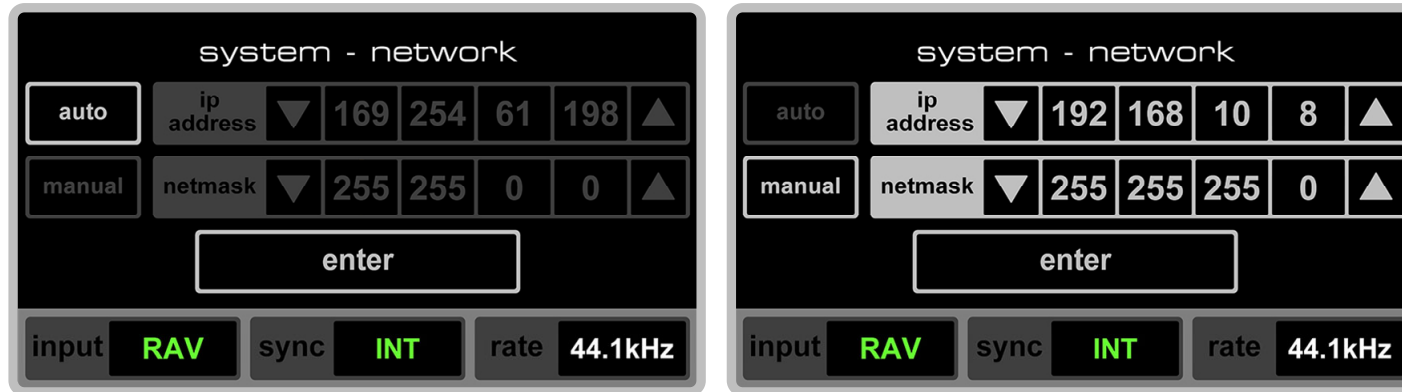 system - network
auto ip address 169 254 61 198
manual netmask 255 255 0 0
enter
input RAV sync INT rate 44.1kHz
system - network
auto ip address 192 168 10 8
manual netmask 255 255 255 0
enter
input RAV sync INT rate 44.1kHz